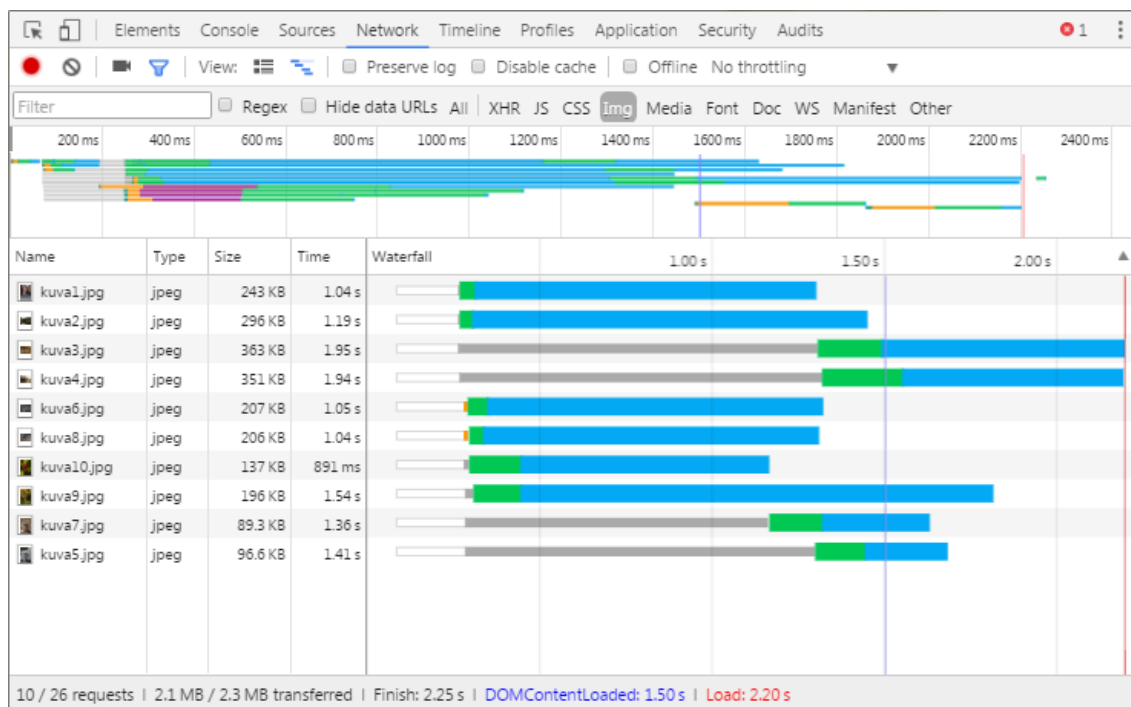 Elements Console Sources Network Timeline Profiles Application Security Audits 1
View: Preserve log Disable cache Offline No throttling
Filter Regex Hide data URLs All XHR JS CSS Img Media Font Doc WS Manifest Other
200 ms 400 ms 600 ms 800 ms 1000 ms 1200 ms 1400 ms 1600 ms 1800 ms 2000 ms 2200 ms 2400 ms
Name Type Size Time Waterfall 1.00 s 1.50 s 2.00 s
kuva1.jpg jpeg 243 KB 1.04 s
kuva2.jpg jpeg 296 KB 1.19 s
kuva3.jpg jpeg 363 KB 1.95 s
kuva4.jpg jpeg 351 KB 1.94 s
kuva6.jpg jpeg 207 KB 1.05 s
kuva8.jpg jpeg 206 KB 1.04 s
kuva10.jpg jpeg 137 KB 891 ms
kuva9.jpg jpeg 196 KB 1.54 s
kuva7.jpg jpeg 89.3 KB 1.36 s
kuva5.jpg jpeg 96.6 KB 1.41 s
10 / 26 requests | 2.1 MB / 2.3 MB transferred | Finish: 2.25 s | DOMContentLoaded: 1.50 s | Load: 2.20 s